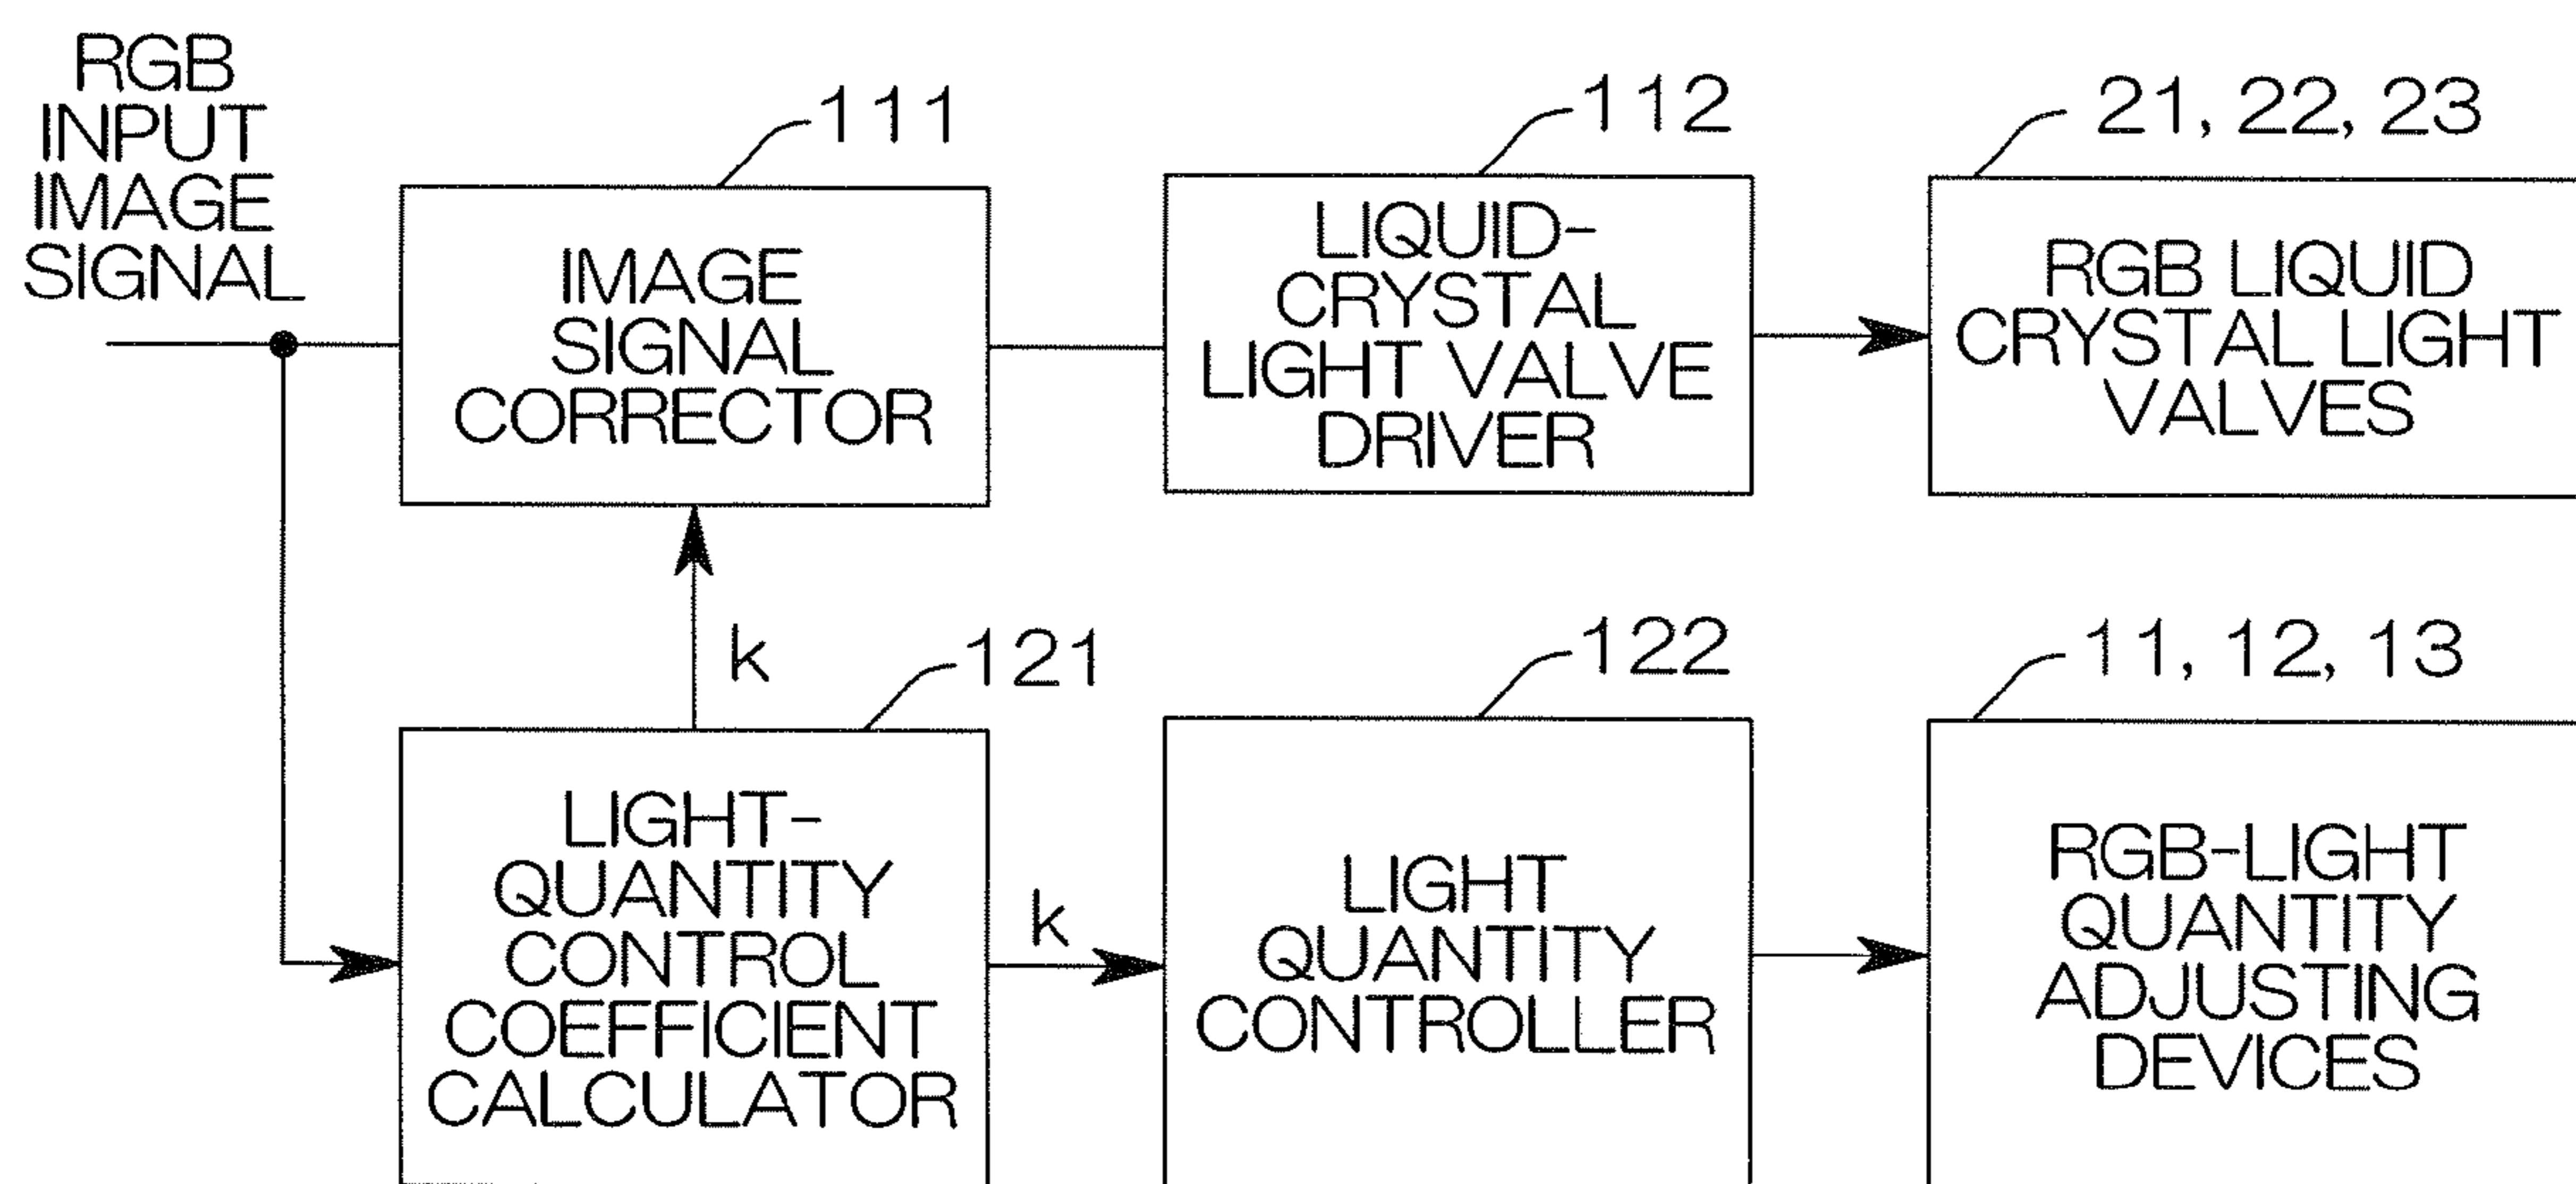 RGB
INPUT
IMAGE
SIGNAL
111
IMAGE
SIGNAL
CORRECTOR
112
LIQUID-
CRYSTAL
LIGHT VALVE
DRIVER
21, 22, 23
RGB LIQUID
CRYSTAL LIGHT
VALVES
k
121
LIGHT-
QUANTITY
CONTROL
COEFFICIENT
CALCULATOR
k
122
LIGHT
QUANTITY
CONTROLLER
11, 12, 13
RGB-LIGHT
QUANTITY
ADJUSTING
DEVICES